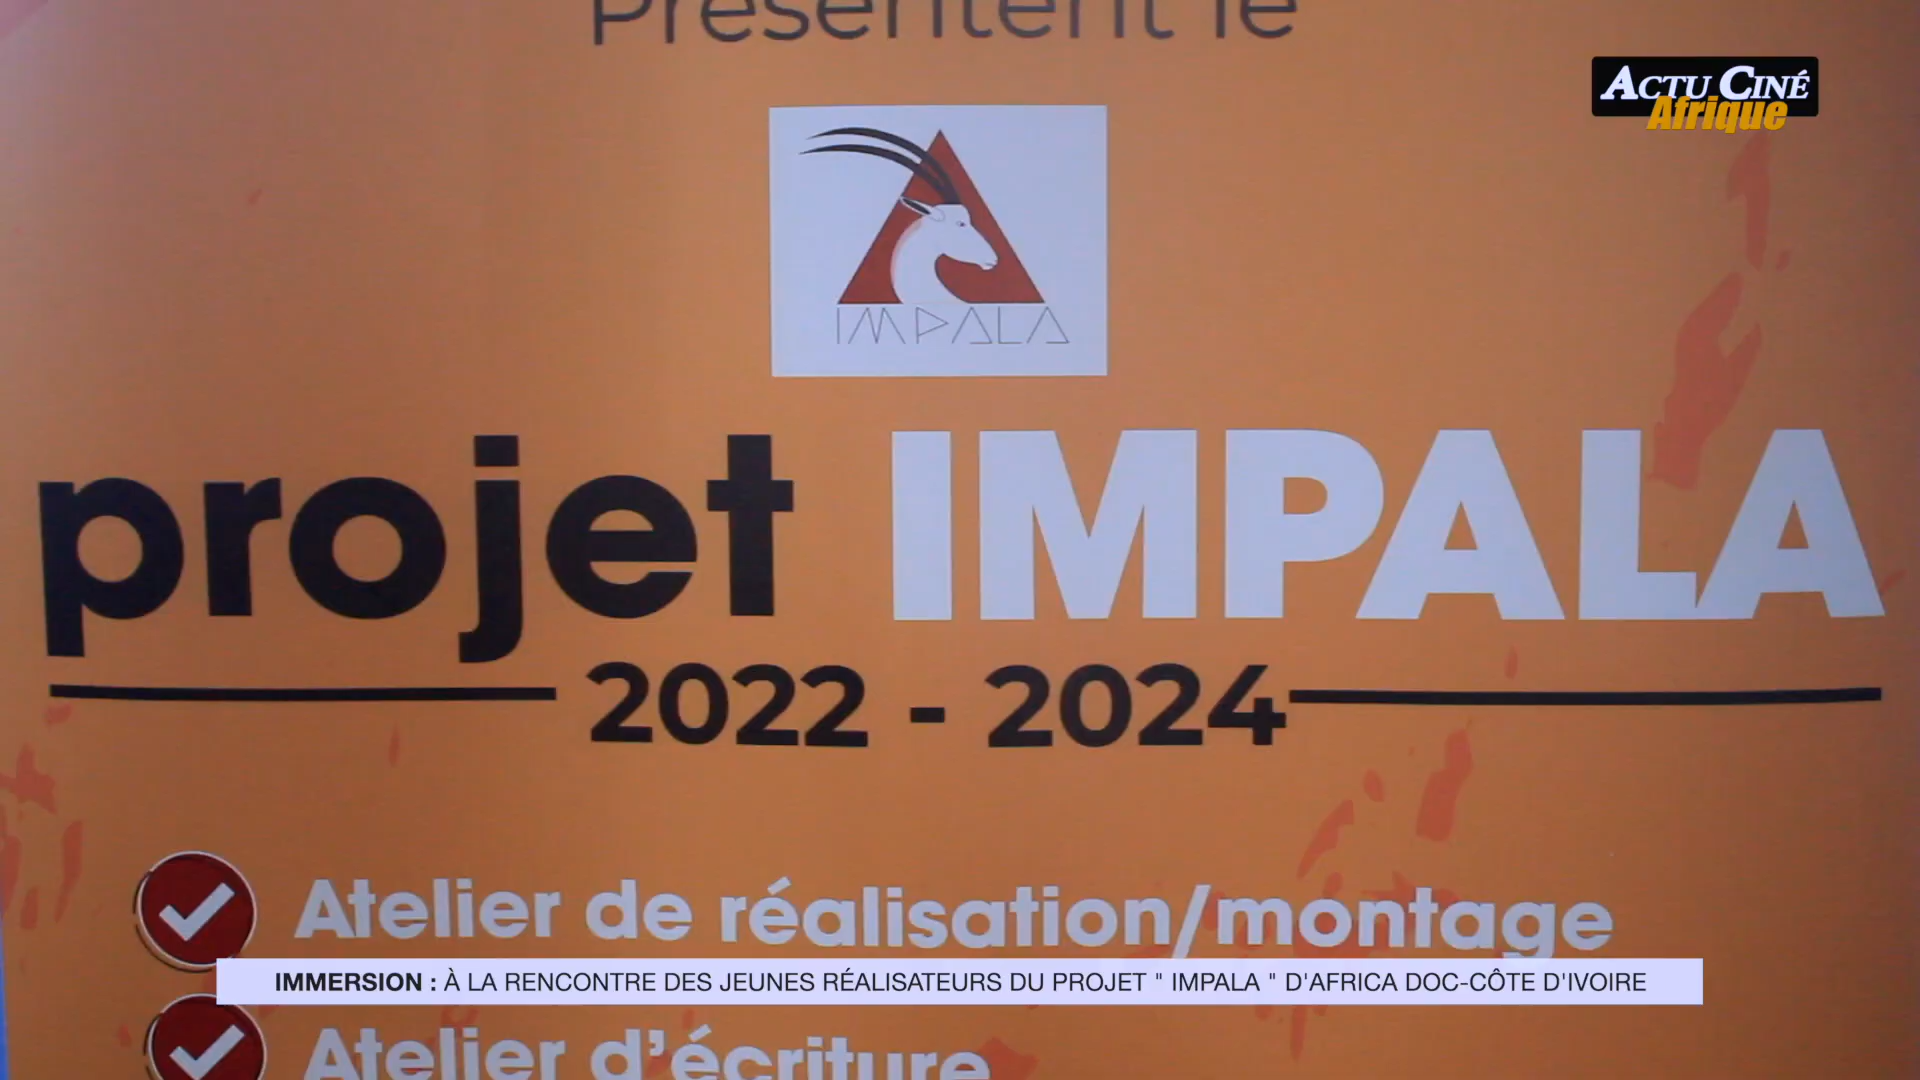 Présentent le
ACTU CINÉ
Afrique
IMPALA
projet IMPALA
2022 - 2024
Atelier de réalisation/montage
IMMERSION : À LA RENCONTRE DES JEUNES RÉALISATEURS DU PROJET " IMPALA " D'AFRICA DOC-CÔTE D'IVOIRE
Atelier d'écriture